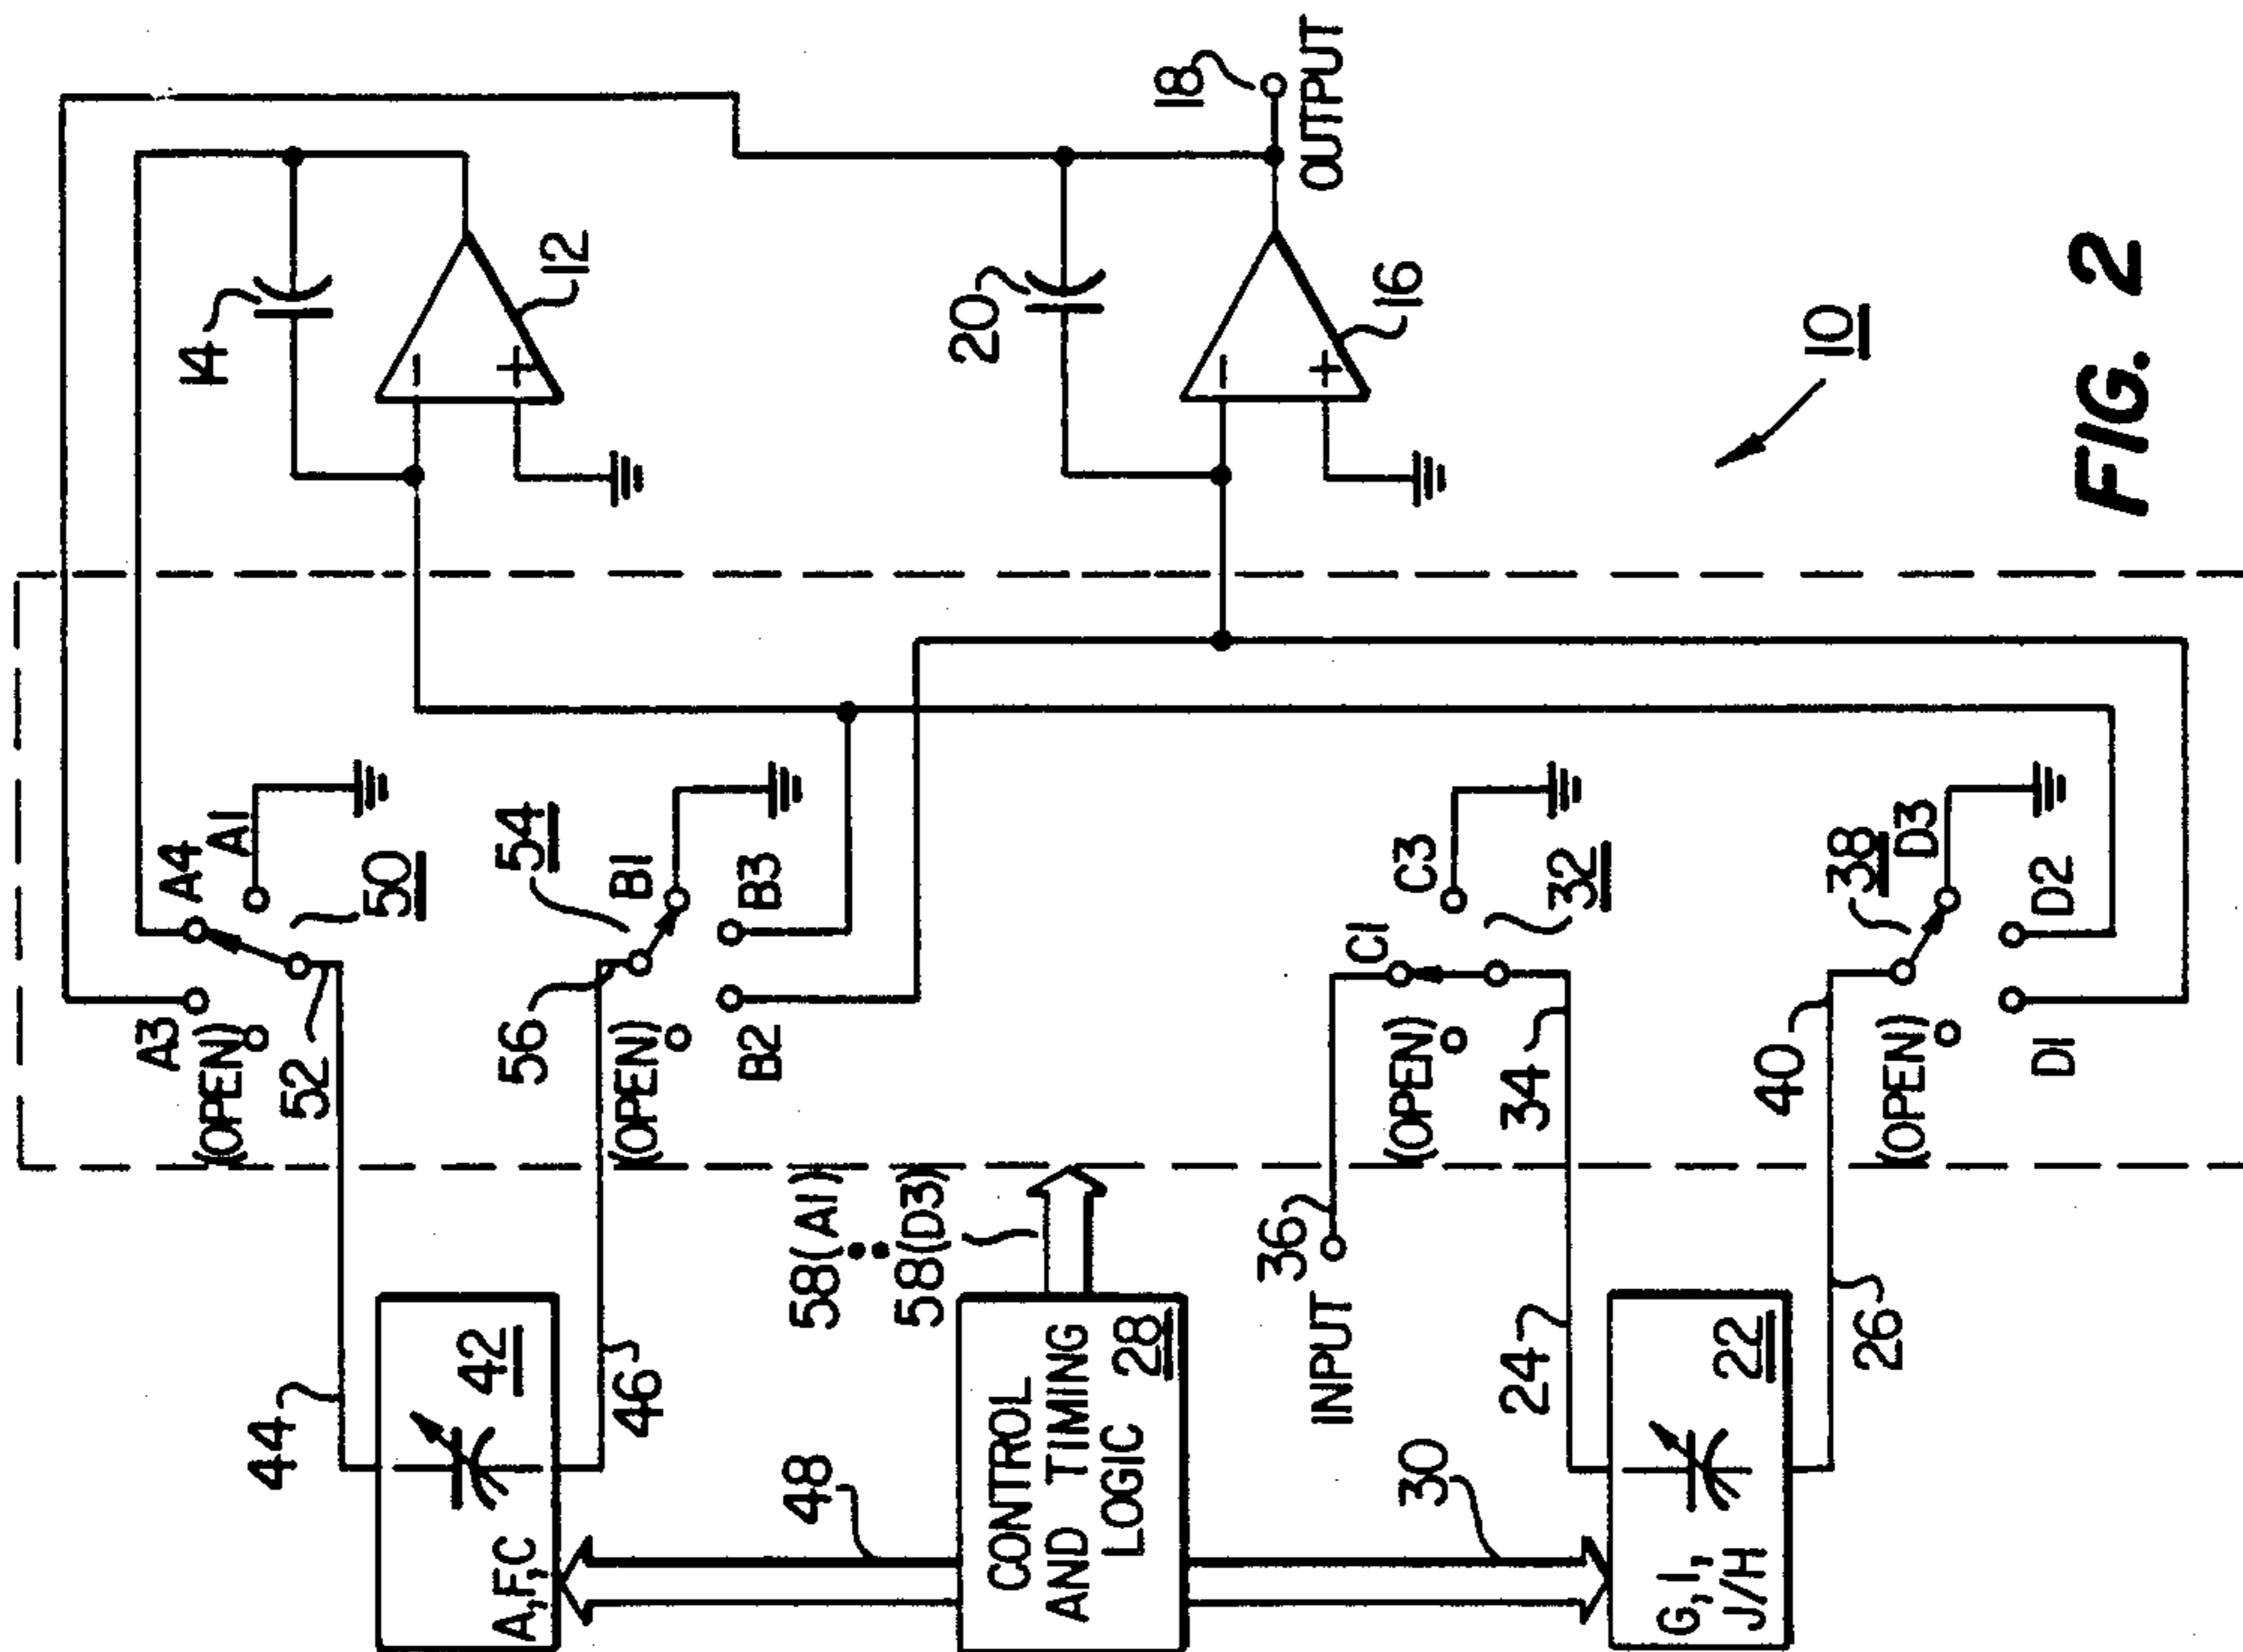 A3
A4
A1
(OPEN)
52
50
14
12
44
42
A,F,C
46
56
54
B1
(OPEN)
B2
B3
48
58(A1)
58(D3)
CONTROL
AND TIMING
LOGIC 28
20
16
18
OUTPUT
36
INPUT
C1
C3
(OPEN)
34
32
24
30
22
G,I,
J/H
26
40
38
D3
(OPEN)
D1
D2
10
FIG. 2